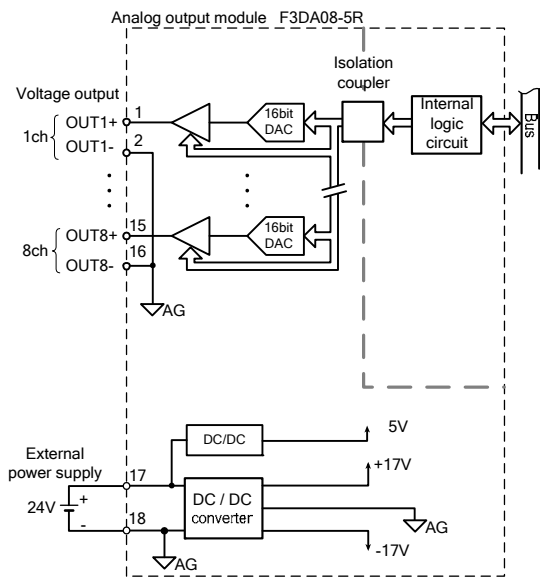 Analog output module F3DA08-5R
Isolation
coupler
Voltage output
1ch
OUT1+
1
OUT1-
2
16bit
DAC
Internal
logic
circuit
Bus
8ch
OUT8+
15
OUT8-
16
16bit
DAC
AG
External
power supply
24V
+
-
17
18
DC/DC
5V
DC / DC
converter
+17V
AG
-17V
AG